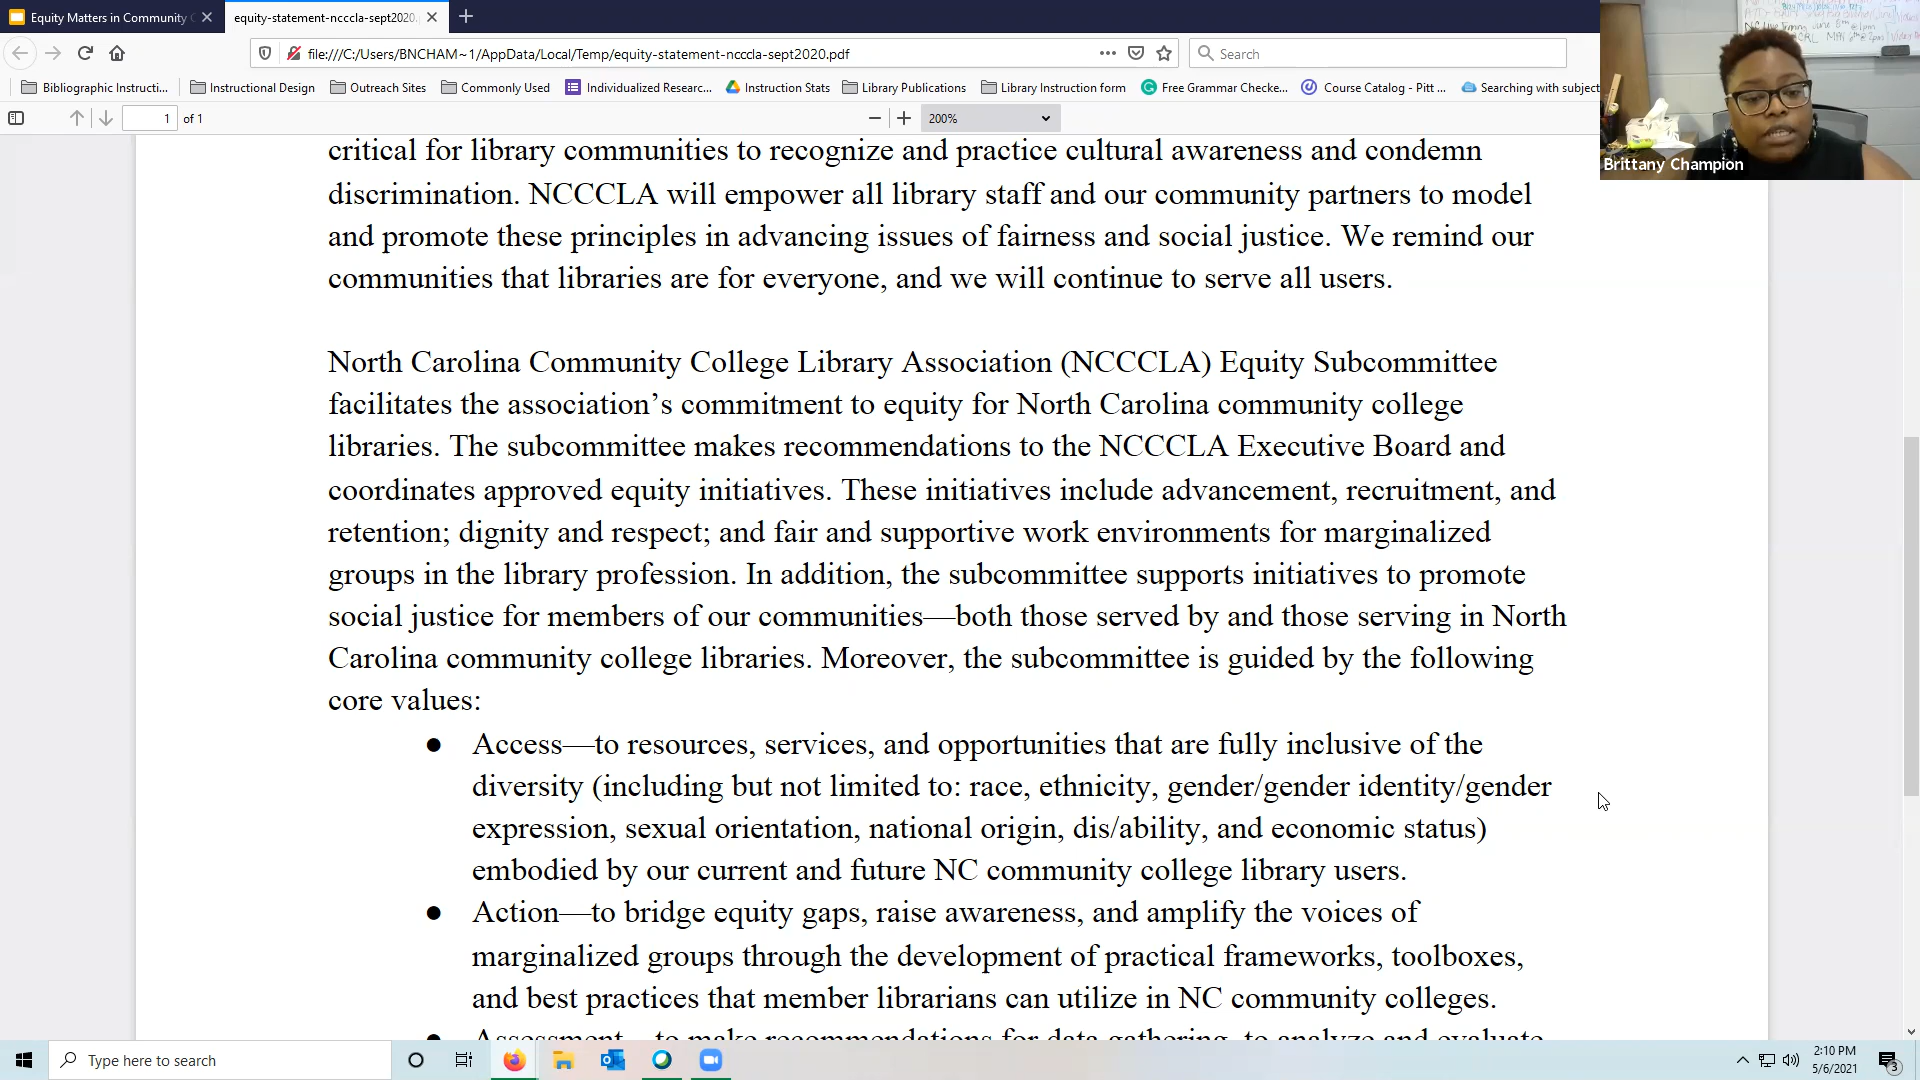 Equity Matters in Community
equity-statement-ncccla-sept2020.
file:///C:/Users/BNCHAM~1/AppData/Local/Temp/equity-statement-ncccla-sept2020.pdf
Search
Bibliographic Instructi...
Instructional Design
Outreach Sites
Commonly Used
Individualized Researc...
Instruction Stats
Library Publications
Library Instruction form
Free Grammar Checke...
Course Catalog - Pitt ...
Searching with subject
1 of 1
200%
Brittany Champion
critical for library communities to recognize and practice cultural awareness and condemn
discrimination. NCCCLA will empower all library staff and our community partners to model
and promote these principles in advancing issues of fairness and social justice. We remind our
communities that libraries are for everyone, and we will continue to serve all users.
North Carolina Community College Library Association (NCCCLA) Equity Subcommittee
facilitates the association’s commitment to equity for North Carolina community college
libraries. The subcommittee makes recommendations to the NCCCLA Executive Board and
coordinates approved equity initiatives. These initiatives include advancement, recruitment, and
retention; dignity and respect; and fair and supportive work environments for marginalized
groups in the library profession. In addition, the subcommittee supports initiatives to promote
social justice for members of our communities—both those served by and those serving in North
Carolina community college libraries. Moreover, the subcommittee is guided by the following
core values:
● Access—to resources, services, and opportunities that are fully inclusive of the
diversity (including but not limited to: race, ethnicity, gender/gender identity/gender
expression, sexual orientation, national origin, dis/ability, and economic status)
embodied by our current and future NC community college library users.
● Action—to bridge equity gaps, raise awareness, and amplify the voices of
marginalized groups through the development of practical frameworks, toolboxes,
and best practices that member librarians can utilize in NC community colleges.
● Assessment—to make recommendations for data gathering, to analyze and evaluate
Type here to search
2:10 PM
5/6/2021
3